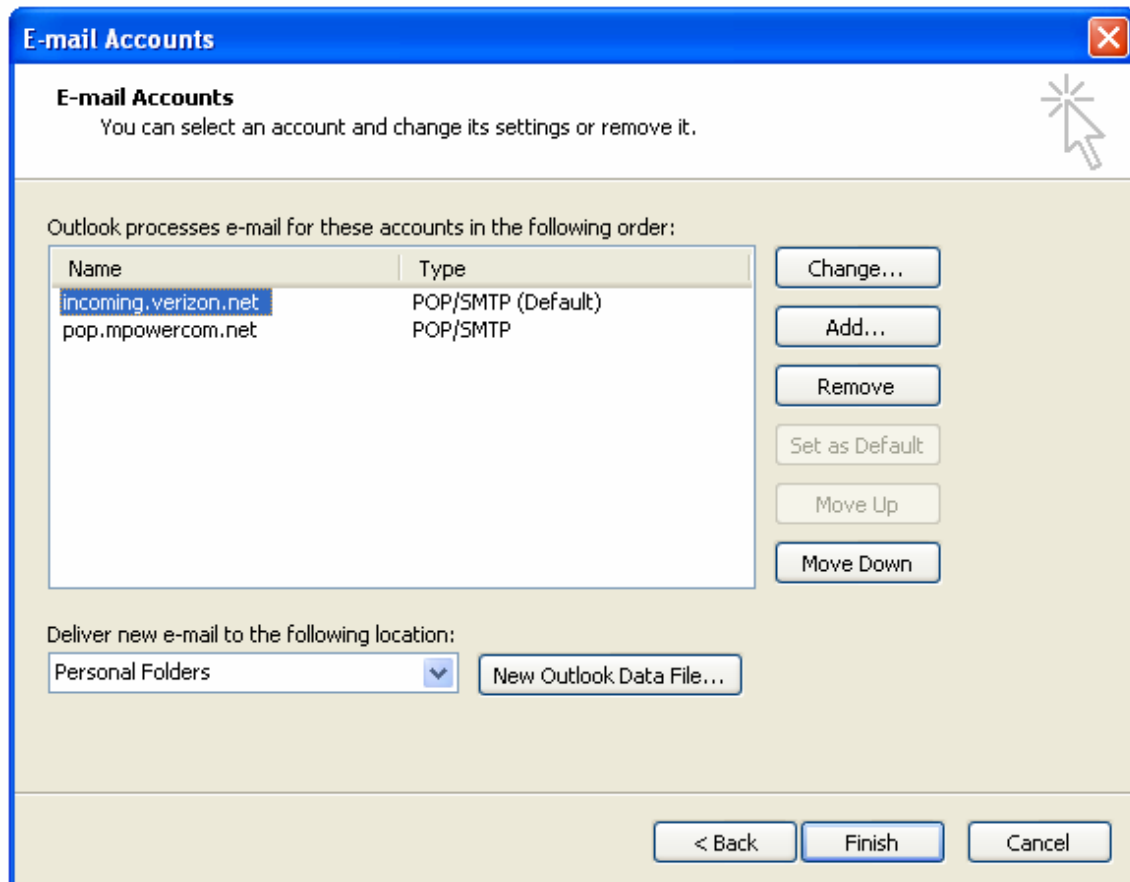 E-mail Accounts
E-mail Accounts
You can select an account and change its settings or remove it.
Outlook processes e-mail for these accounts in the following order:
Name Type
incoming.verizon.net POP/SMTP (Default)
pop.mpowercom.net POP/SMTP
Change...
Add...
Remove
Set as Default
Move Up
Move Down
Deliver new e-mail to the following location:
Personal Folders New Outlook Data File...
< Back Finish Cancel